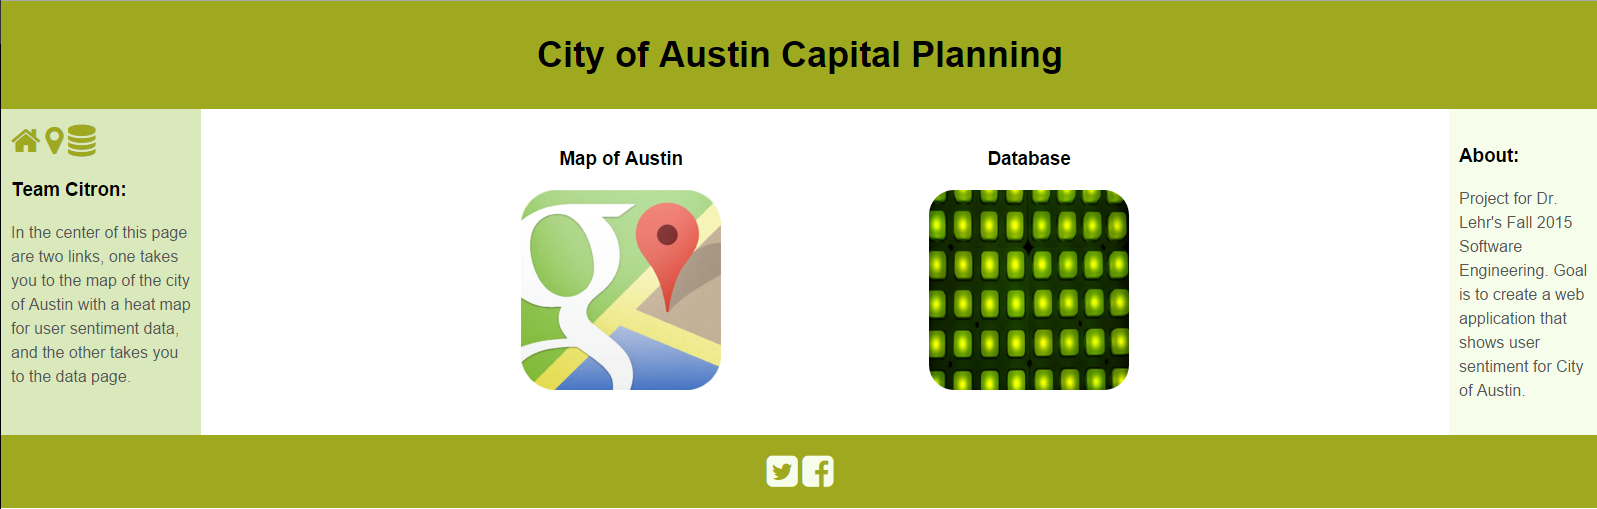 City of Austin Capital Planning
Team Citron:
In the center of this page
are two links, one takes
you to the map of the city
of Austin with a heat map
for user sentiment data,
and the other takes you
to the data page.
Map of Austin
Database
About:
Project for Dr.
Lehr's Fall 2015
Software
Engineering. Goal
is to create a web
application that
shows user
sentiment for City
of Austin.